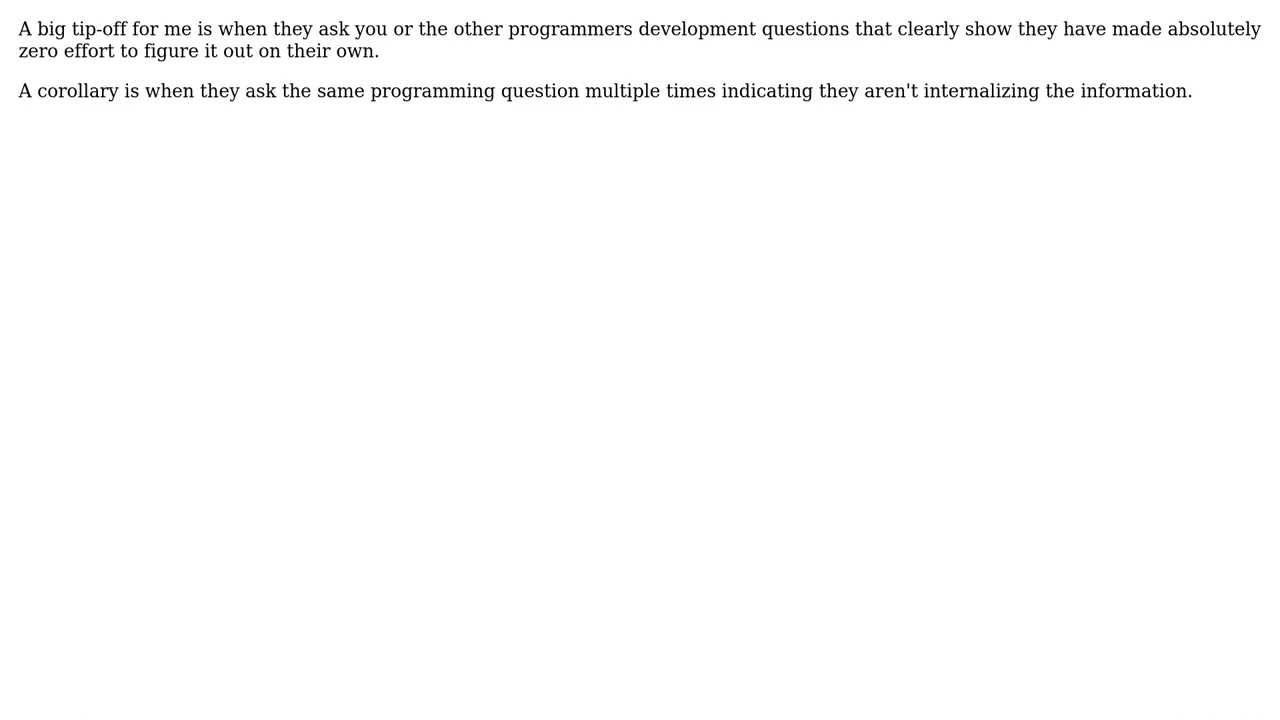 A big tip-off for me is when they ask you or the other programmers development questions that clearly show they have made absolutely
zero effort to figure it out on their own.
A corollary is when they ask the same programming question multiple times indicating they aren't internalizing the information.